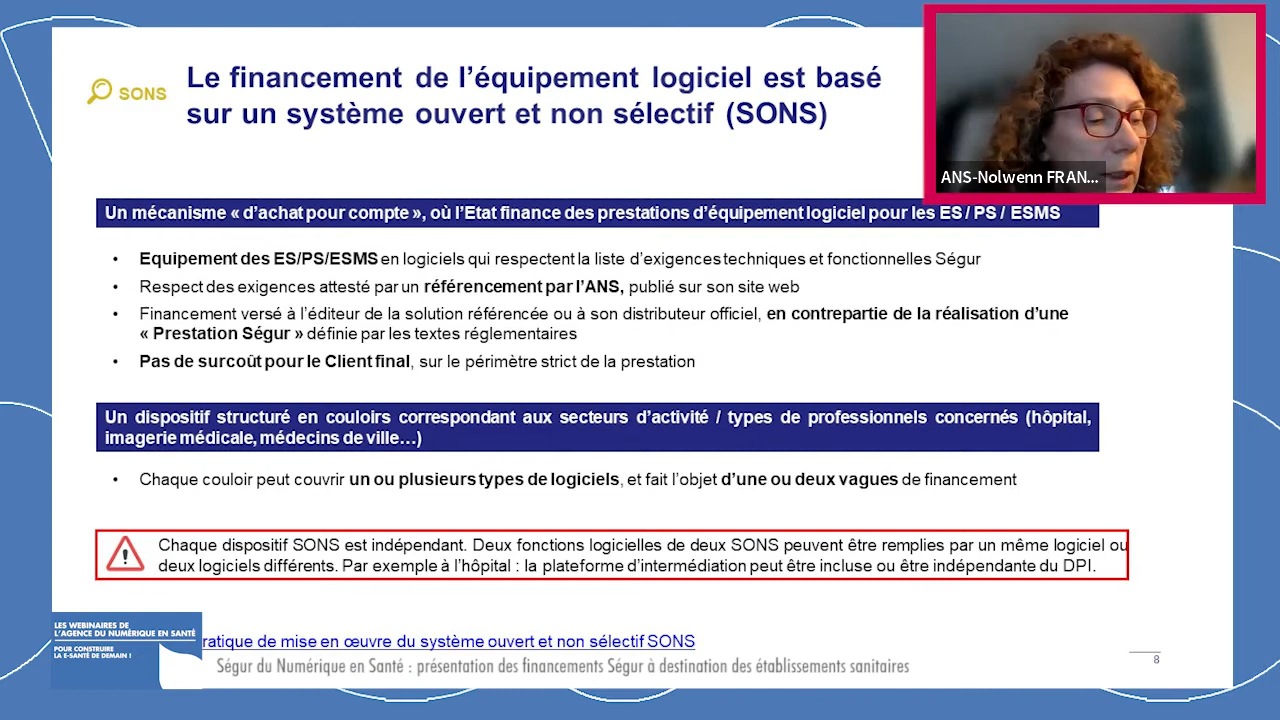 SONS
Le financement de l’équipement logiciel est basé
sur un système ouvert et non sélectif (SONS)
ANS-Nolwenn FRAN...
Un mécanisme « d’achat pour compte », où l’Etat finance des prestations d’équipement logiciel pour les ES / PS / ESMS
• Equipement des ES/PS/ESMS en logiciels qui respectent la liste d’exigences techniques et fonctionnelles Ségur
• Respect des exigences attesté par un référencement par l’ANS, publié sur son site web
• Financement versé à l’éditeur de la solution référencée ou à son distributeur officiel, en contrepartie de la réalisation d’une
« Prestation Ségur » définie par les textes réglementaires
• Pas de surcoût pour le Client final, sur le périmètre strict de la prestation
Un dispositif structuré en couloirs correspondant aux secteurs d’activité / types de professionnels concernés (hôpital,
imagerie médicale, médecins de ville…)
• Chaque couloir peut couvrir un ou plusieurs types de logiciels, et fait l’objet d’une ou deux vagues de financement
Chaque dispositif SONS est indépendant. Deux fonctions logicielles de deux SONS peuvent être remplies par un même logiciel ou
deux logiciels différents. Par exemple à l’hôpital : la plateforme d’intermédiation peut être incluse ou être indépendante du DPI.
LES WEBINAIRES DE
L’AGENCE DU NUMÉRIQUE EN SANTÉ
POUR CONSTRUIRE
LA E-SANTÉ DE DEMAIN !
ratique de mise en œuvre du système ouvert et non sélectif SONS
Ségur du Numérique en Santé : présentation des financements Ségur à destination des établissements sanitaires
8